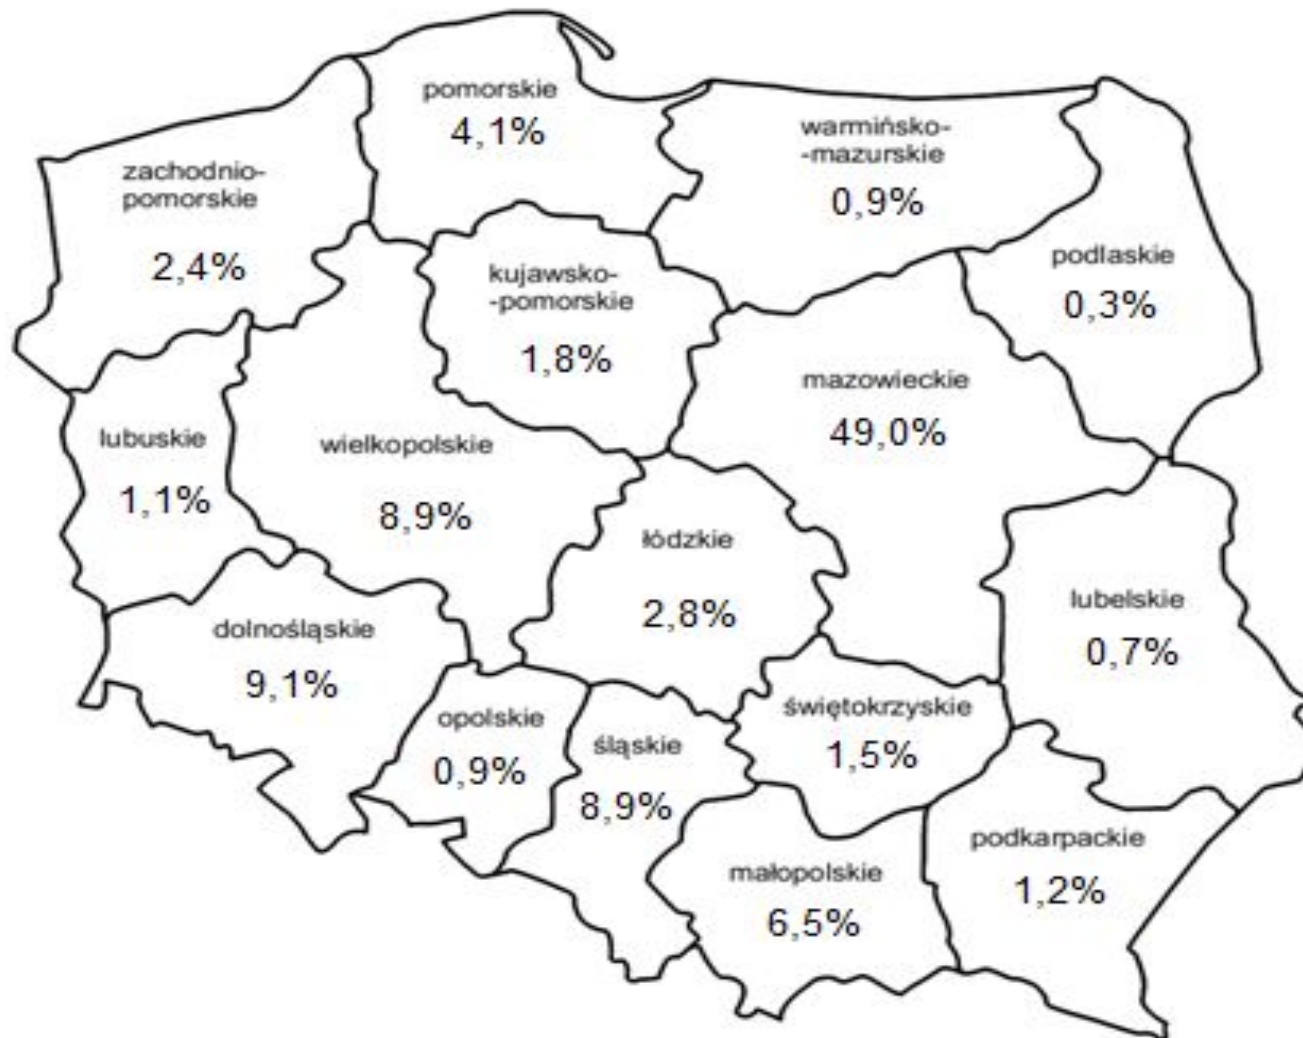 pomorskie
4,1%
warmińsko-
-mazurskie
0,9%
zachodnio-
pomorskie
2,4%
kujawsko-
-pomorskie
1,8%
podlaskie
0,3%
mazowieckie
49,0%
lubuskie
1,1%
wielkopolskie
8,9%
łódzkie
2,8%
lubelskie
0,7%
dolnośląskie
9,1%
opolskie
0,9%
śląskie
8,9%
świętokrzyskie
1,5%
małopolskie
6,5%
podkarpackie
1,2%